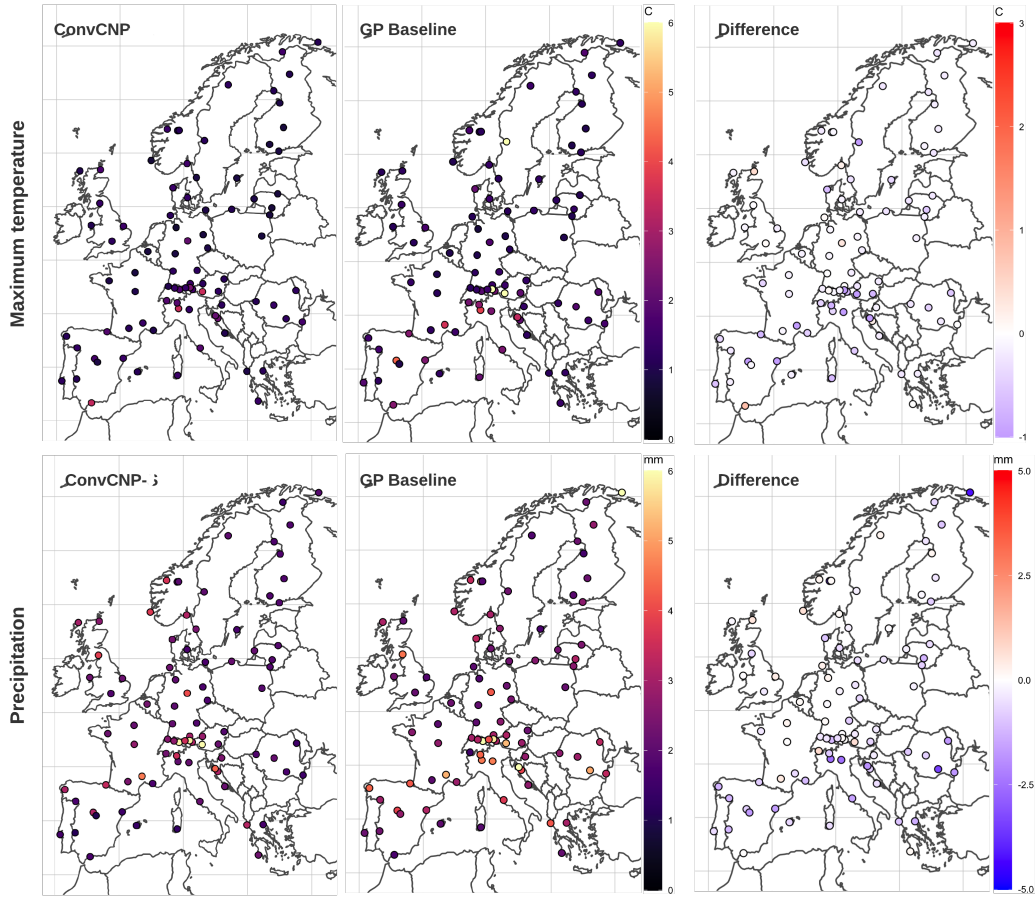 ConvCNP
GP Baseline
C
6
5
4
3
2
1
0
Difference
C
3
2
1
0
-1
Maximum temperature
ConvCNP-
GP Baseline
mm
6
5
4
3
2
1
0
Difference
mm
5.0
2.5
0.0
-2.5
-5.0
Precipitation